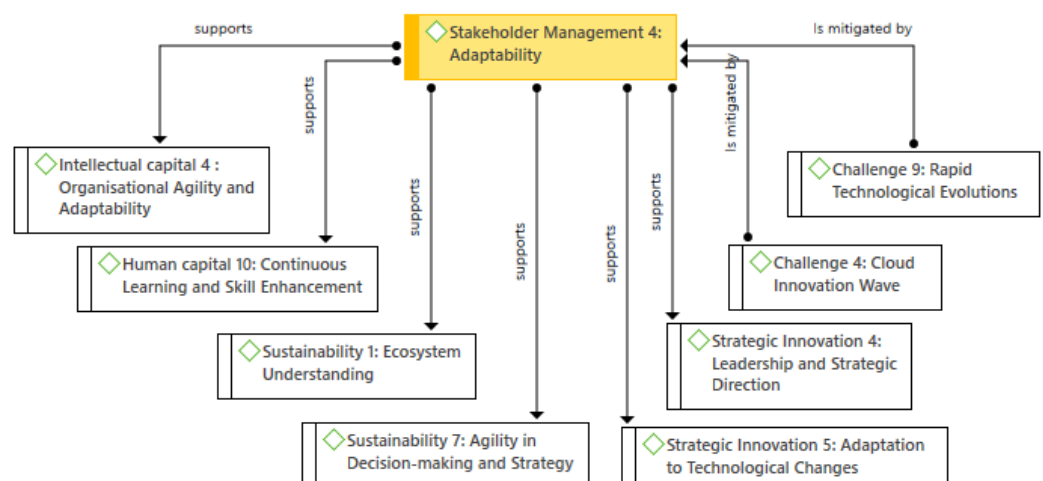 supports
Stakeholder Management 4:
Adaptability
Is mitigated by
supports
Is mitigated by
Intellectual capital 4 :
Organisational Agility and
Adaptability
Challenge 9: Rapid
Technological Evolutions
supports
supports
supports
supports
Human capital 10: Continuous
Learning and Skill Enhancement
Challenge 4: Cloud
Innovation Wave
Sustainability 1: Ecosystem
Understanding
Strategic Innovation 4:
Leadership and Strategic
Direction
Sustainability 7: Agility in
Decision-making and Strategy
Strategic Innovation 5: Adaptation
to Technological Changes